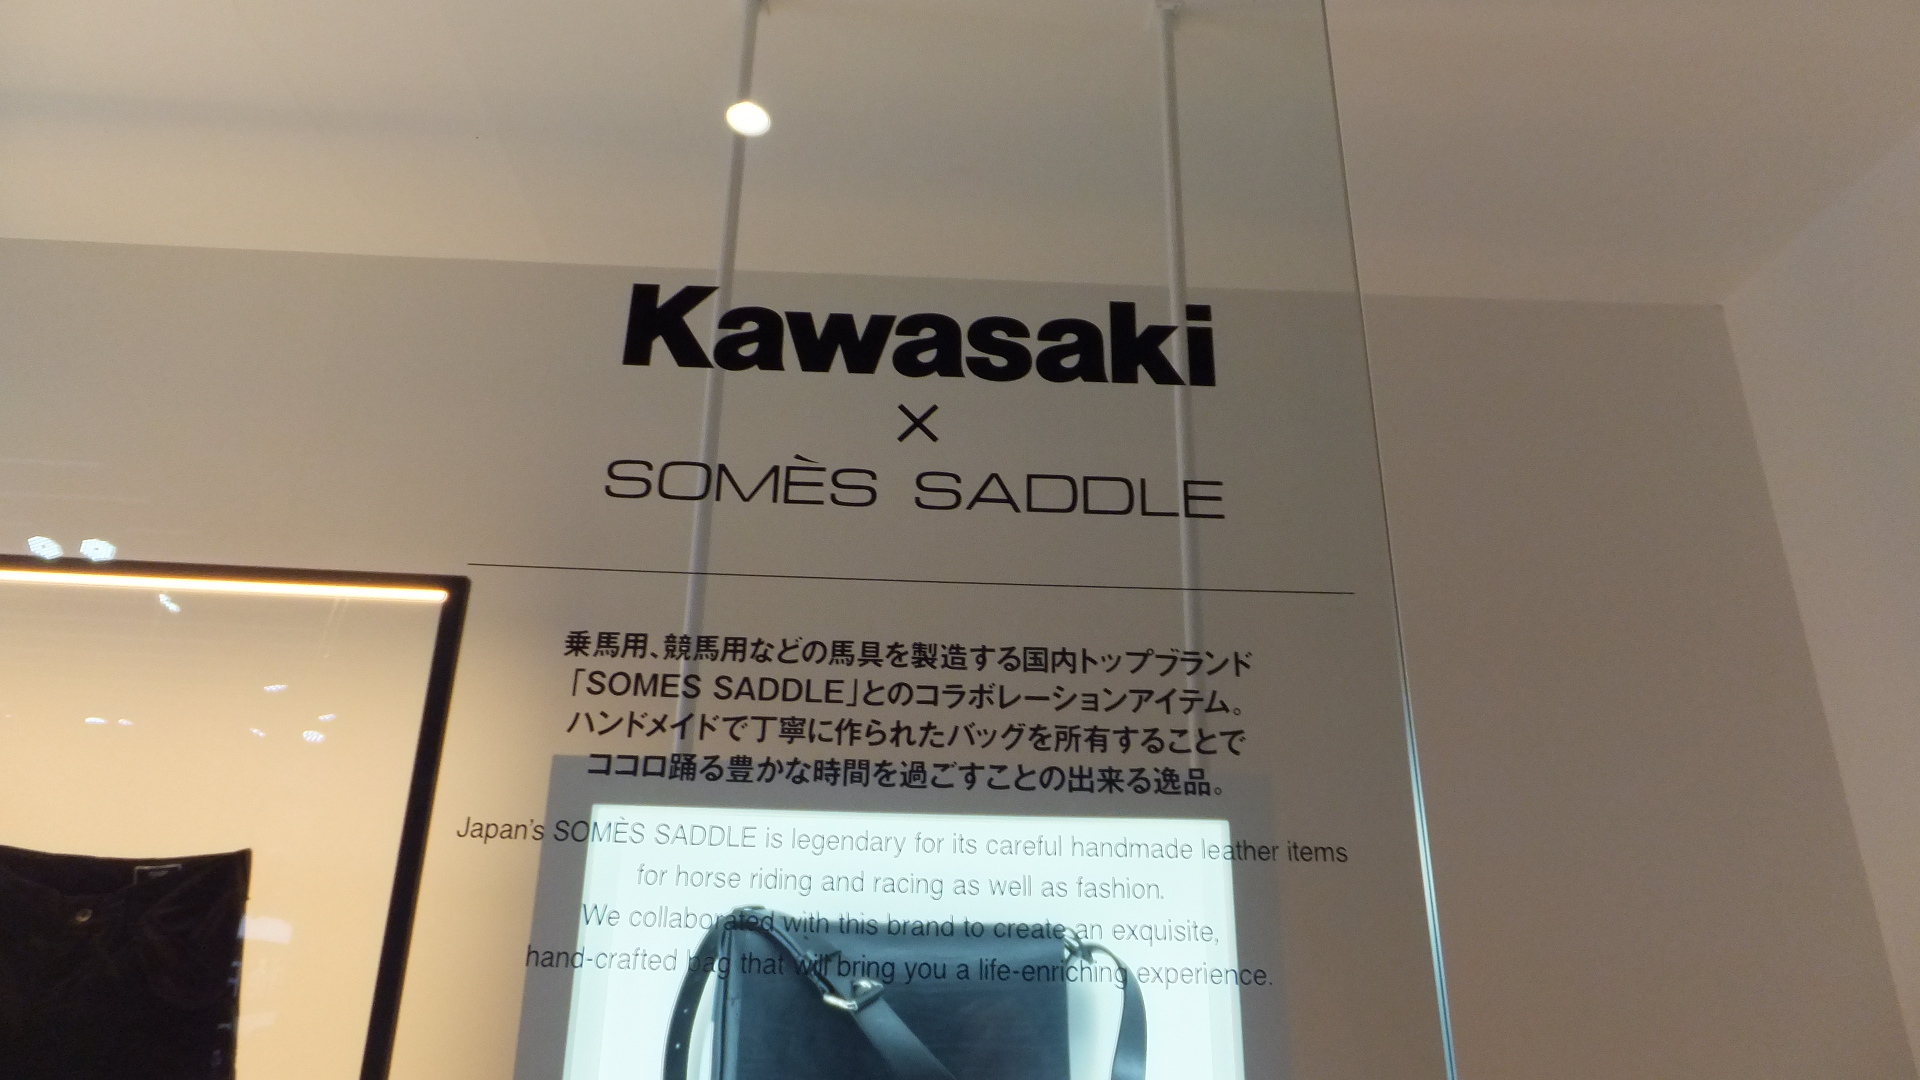 Kawasaki
×
SOMÈS SADDLE
乗馬用、競馬用などの馬具を製造する国内トップブランド
「SOMES SADDLE」とのコラボレーションアイテム。
ハンドメイドで丁寧に作られたバッグを所有することで
ココロ踊る豊かな時間を過ごすことの出来る逸品。
Japan's SOMÈS SADDLE is legendary for its careful handmade leather items
for horse riding and racing as well as fashion.
We collaborated with this brand to create an exquisite,
hand-crafted bag that will bring you a life-enriching experience.